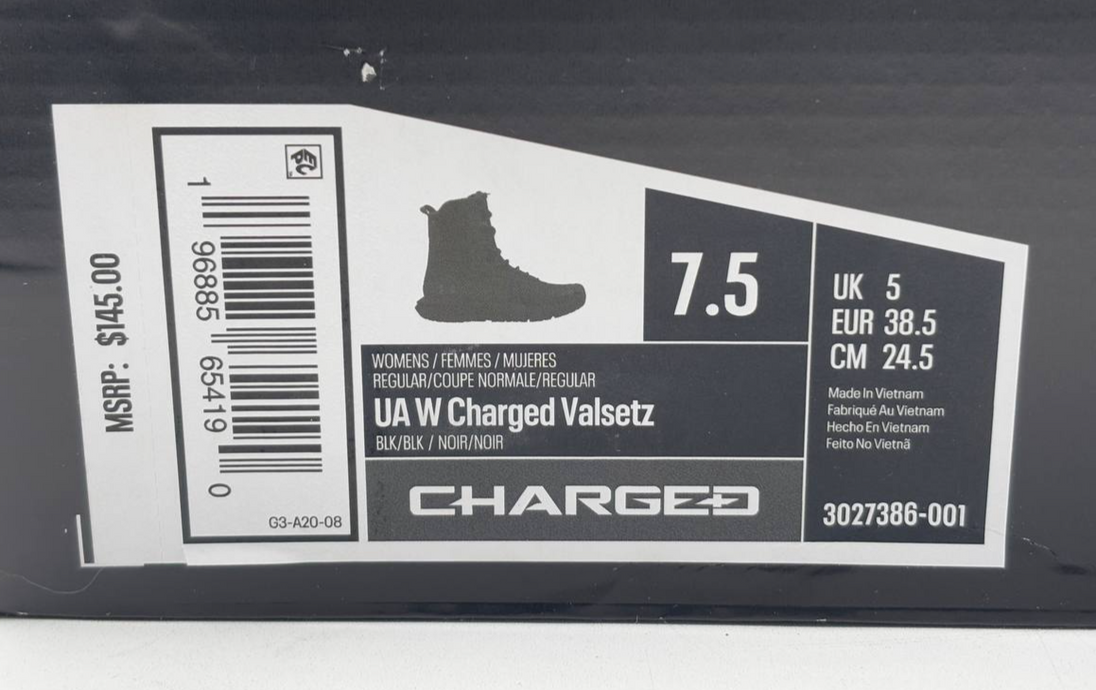 MSRP: $145.00
1 96885 65419 0
G3-A20-08
7.5
WOMENS / FEMMES / MUJERES
REGULAR/COUPE NORMALE/REGULAR
UA W Charged Valsetz
BLK/BLK / NOIR/NOIR
CHARGED
UK 5
EUR 38.5
CM 24.5
Made In Vietnam
Fabriqué Au Vietnam
Hecho En Vietnam
Feito No Vietnã
3027386-001